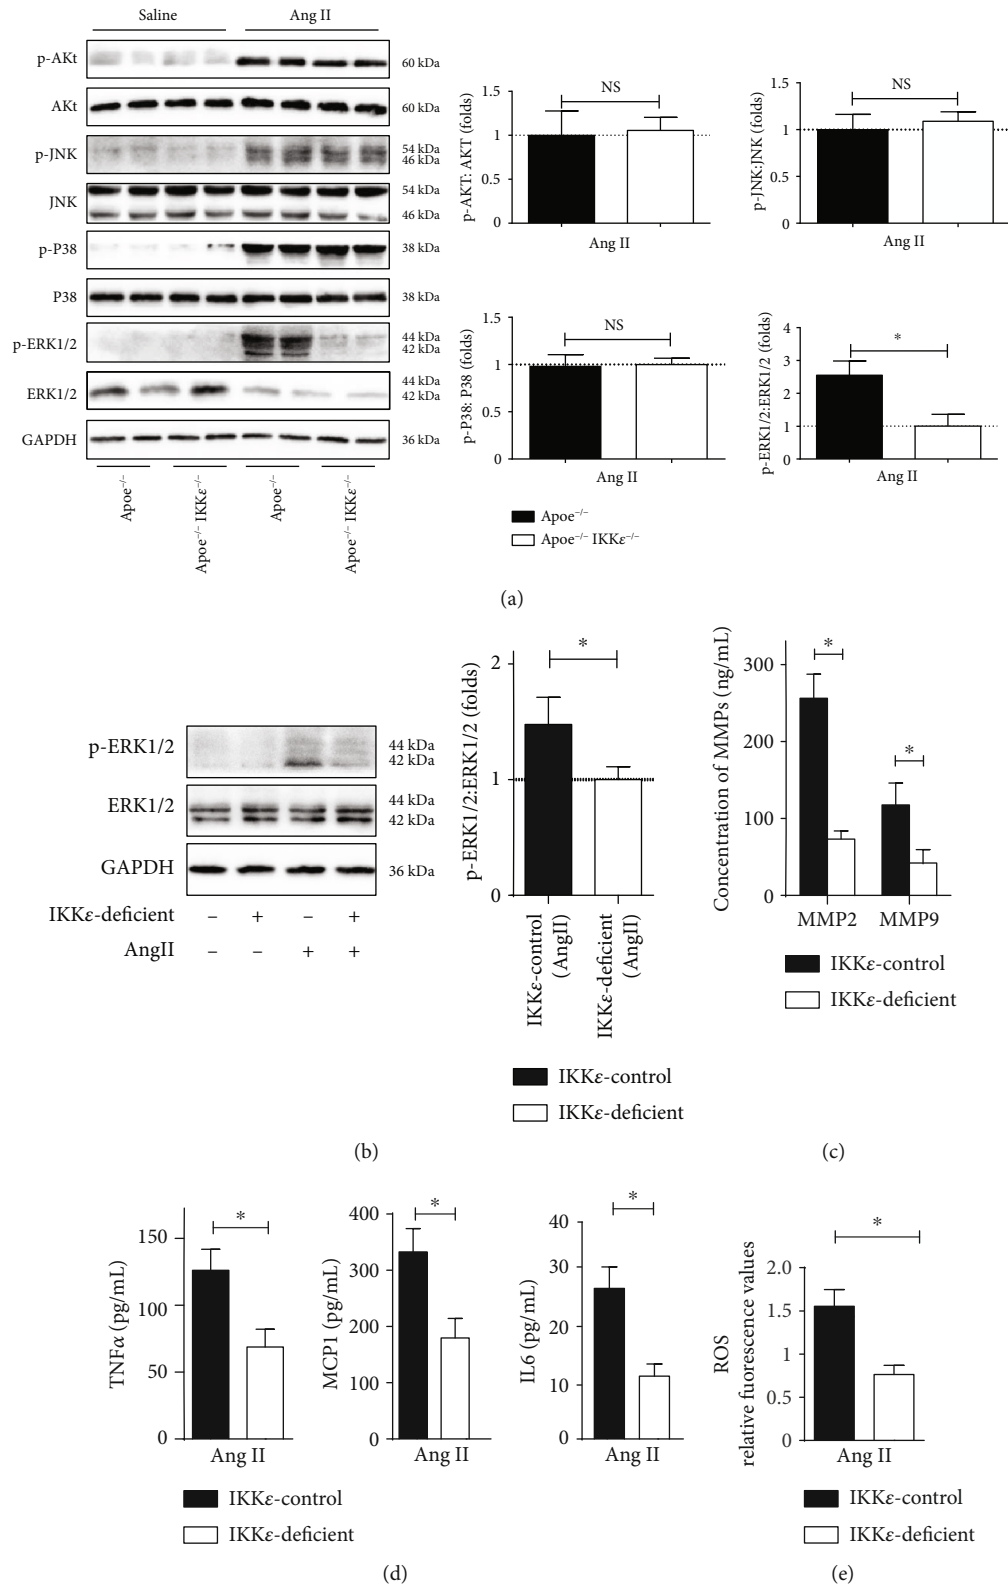 Saline Ang II
p-AKt 60 kDa
AKt 60 kDa
p-JNK 54 kDa
46 kDa
JNK 54 kDa
46 kDa
p-P38 38 kDa
P38 38 kDa
p-ERK1/2 44 kDa
42 kDa
ERK1/2 44 kDa
42 kDa
GAPDH 36 kDa
Apoe−/−
Apoe−/− IKKε−/−
Apoe−/−
Apoe−/− IKKε−/−
p-AKT: AKT (folds)
1.5
1
0.5
0
NS
Ang II
p-JNK:JNK (folds)
1.5
1
0.5
0
NS
Ang II
p-P38: P38 (folds)
1.5
1
0.5
0
NS
Ang II
p-ERK1/2:ERK1/2 (folds)
4
3
2
1
0
*
Ang II
Apoe−/−
Apoe−/− IKKε−/−
(a)
p-ERK1/2 44 kDa
42 kDa
ERK1/2 44 kDa
42 kDa
GAPDH 36 kDa
IKKε-deficient – + – +
AngII – – + +
p-ERK1/2:ERK1/2 (folds)
2
1
0
*
IKKε-control
(AngII)
IKKε-deficient
(AngII)
IKKε-control
IKKε-deficient
(b)
Concentration of MMPs (ng/mL)
300
200
100
0
*
*
MMP2 MMP9
IKKε-control
IKKε-deficient
(c)
TNFα (pg/mL)
150
100
50
0
*
Ang II
MCP1 (pg/mL)
400
300
200
100
0
*
Ang II
IL6 (pg/mL)
40
30
20
10
0
*
Ang II
IKKε-control
IKKε-deficient
(d)
ROS
relative fluorescence values
2.0
1.5
1
0.5
0
*
Ang II
IKKε-control
IKKε-deficient
(e)